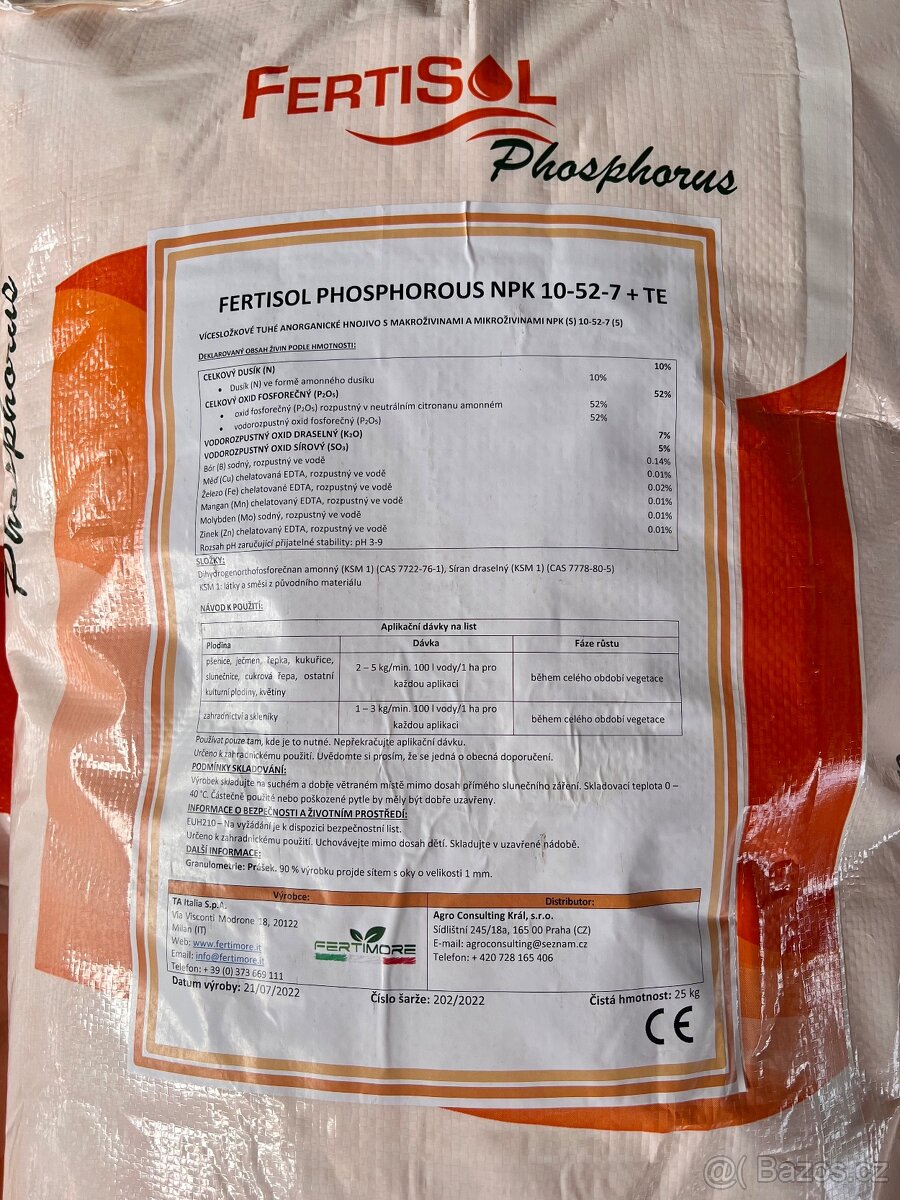 FERTISOL
Phosphorus
Phosphorus
FERTISOL PHOSPHOROUS NPK 10-52-7 + TE
VÍCESLOŽKOVÉ TUHÉ ANORGANICKÉ HNOJIVO S MAKROŽIVINAMI A MIKROŽIVINAMI NPK (S) 10-52-7 (5)
DEKLAROVANÝ OBSAH ŽIVIN PODLE HMOTNOSTI:
CELKOVÝ DUSÍK (N) 10%
• Dusík (N) ve formě amonného dusíku 10%
CELKOVÝ OXID FOSFOREČNÝ (P₂O₅) 52%
• oxid fosforečný (P₂O₅) rozpustný v neutrálním citronanu amonném 52%
• vodorozpustný oxid fosforečný (P₂O₅) 52%
VODOROZPUSTNÝ OXID DRASELNÝ (K₂O) 7%
VODOROZPUSTNÝ OXID SÍROVÝ (SO₃) 5%
Bór (B) sodný, rozpustný ve vodě 0.14%
Měď (Cu) chelatovaná EDTA, rozpustný ve vodě 0.01%
Železo (Fe) chelatované EDTA, rozpustný ve vodě 0.02%
Mangan (Mn) chelatovaný EDTA, rozpustný ve vodě 0.01%
Molybden (Mo) sodný, rozpustný ve vodě 0.01%
Zinek (Zn) chelatovaný EDTA, rozpustný ve vodě 0.01%
Rozsah pH zaručující přijatelné stability: pH 3-9
SLOŽKY:
Dihydrogenorthofosforečnan amonný (KSM 1) (CAS 7722-76-1), Síran draselný (KSM 1) (CAS 7778-80-5)
KSM 1: látky a směsi z původního materiálu
NÁVOD K POUŽITÍ:
Aplikační dávky na list
Plodina Dávka Fáze růstu
pšenice, ječmen, řepka, kukuřice, slunečnice, cukrová řepa, ostatní kulturní plodiny, květiny 2 – 5 kg/min. 100 l vody/1 ha pro každou aplikaci během celého období vegetace
zahradnictví a skleníky 1 – 3 kg/min. 100 l vody/1 ha pro každou aplikaci během celého období vegetace
Používat pouze tam, kde je to nutné. Nepřekračujte aplikační dávku.
Určeno k zahradnickému použití. Uvědomte si prosím, že se jedná o obecná doporučení.
PODMÍNKY SKLADOVÁNÍ:
Výrobek skladujte na suchém a dobře větraném místě mimo dosah přímého slunečního záření. Skladovací teplota 0 –
40 °C. Částečně použité nebo poškozené pytle by měly být dobře uzavřeny.
INFORMACE O BEZPEČNOSTI A ŽIVOTNÍM PROSTŘEDÍ:
EUH210 – Na vyžádání je k dispozici bezpečnostní list.
Určeno k zahradnickému použití. Uchovávejte mimo dosah dětí. Skladujte v uzavřené nádobě.
DALŠÍ INFORMACE:
Granulometrie: Prášek. 90 % výrobku projde sítem s oky o velikosti 1 mm.
Výrobce:
TA Italia S.p.A.
Via Visconti Modrone 18, 20122
Milan (IT)
Web: www.fertimore.it
Email: info@fertimore.it
Telefon: + 39 (0) 373 669 111
FERTIMORE
Distributor:
Agro Consulting Král, s.r.o.
Sídlištní 245/18a, 165 00 Praha (CZ)
E-mail: agroconsulting@seznam.cz
Telefon: + 420 728 165 406
Datum výroby: 21/07/2022 Číslo šarže: 202/2022 Čistá hmotnost: 25 kg
CE
@( Bazoš.cz